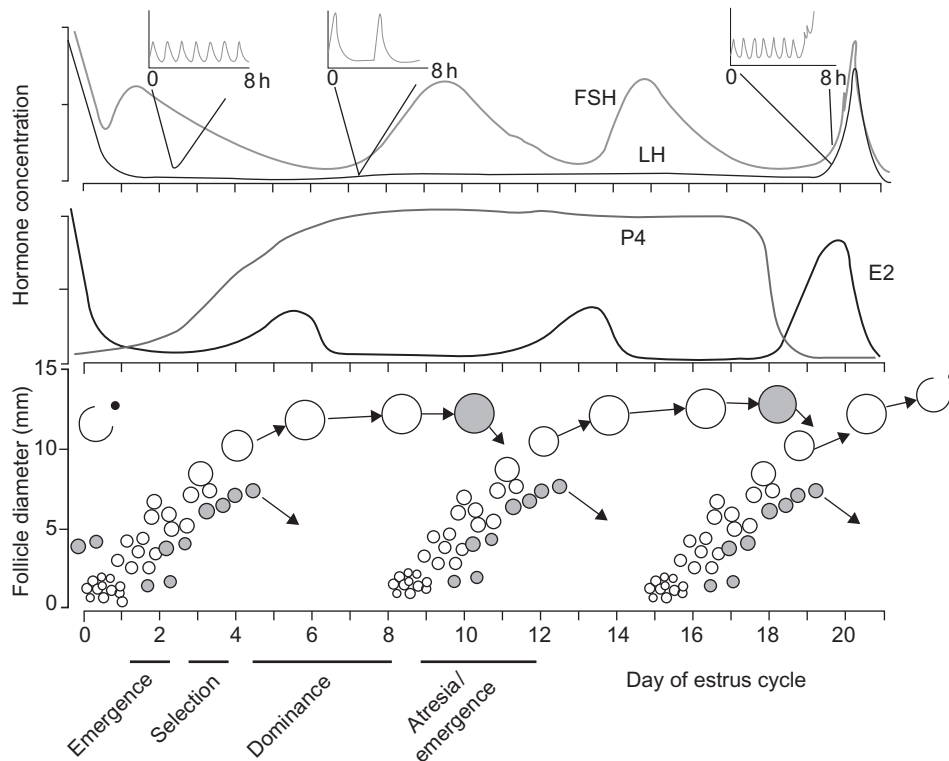 0 8 h
0 8 h
0 8 h
Hormone concentration
FSH
LH
P4
E2
Follicle diameter (mm)
15
15
10
5
0
0 2 4 6 8 10 12 14 16 18 20
Day of estrus cycle
Emergence
Selection
Dominance
Atresia/
emergence